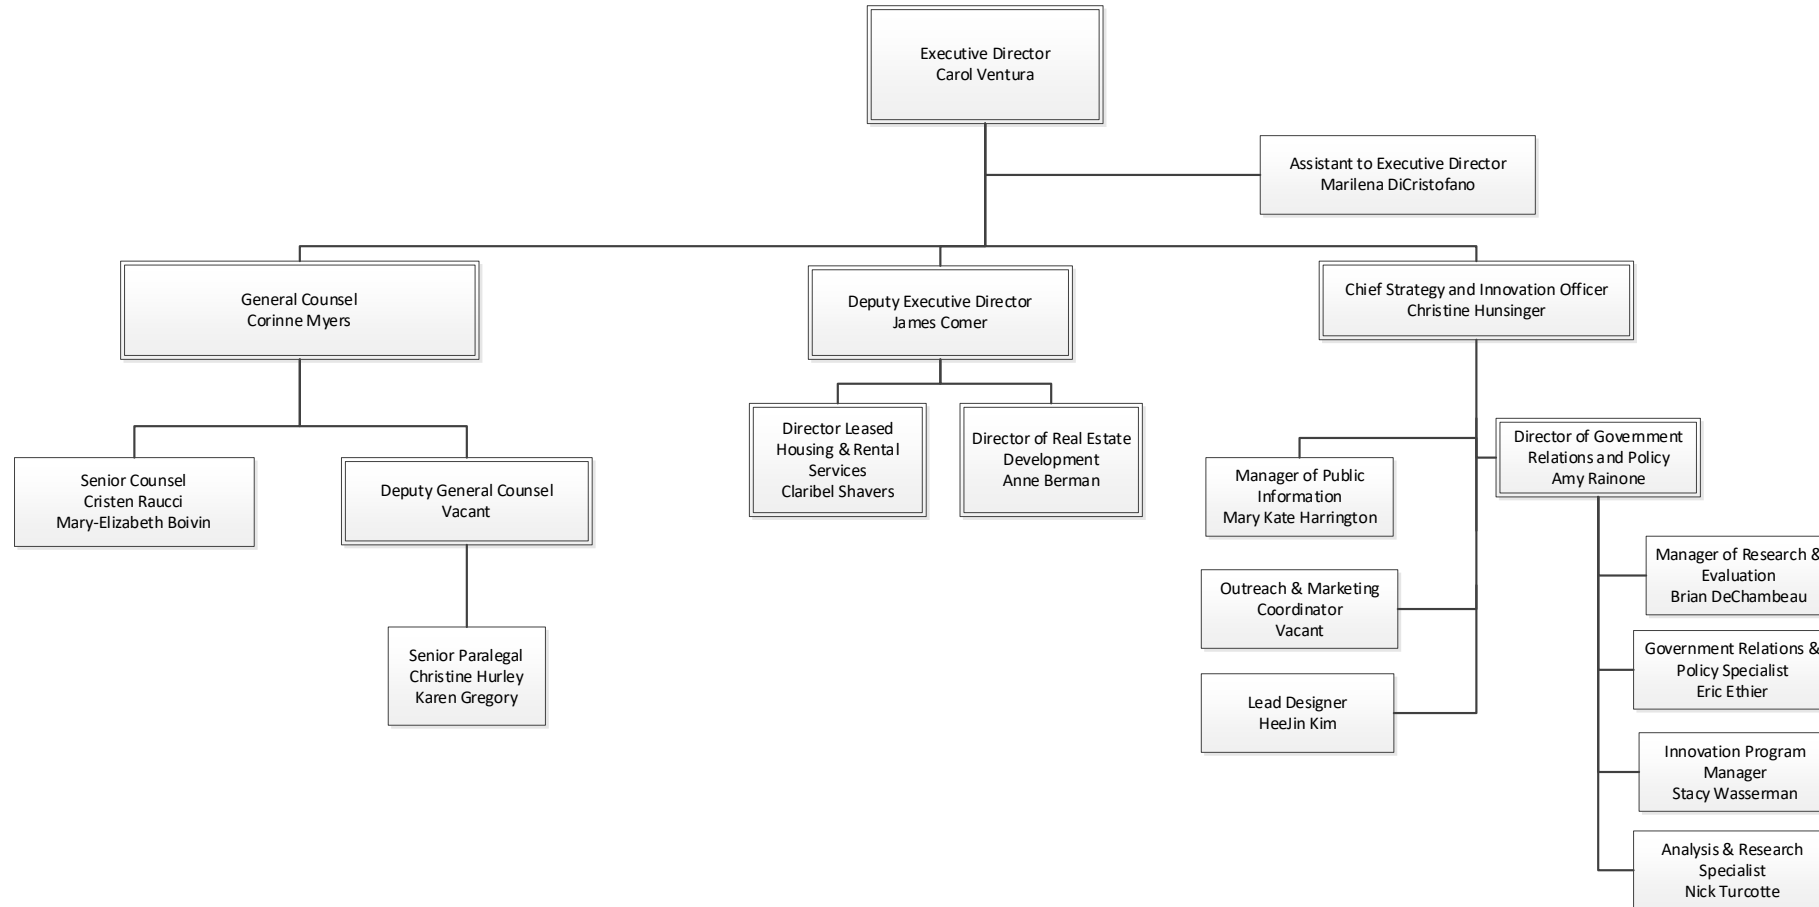 Executive Director
Carol Ventura
Assistant to Executive Director
Marilena DiCristofano
General Counsel
Corinne Myers
Deputy Executive Director
James Comer
Chief Strategy and Innovation Officer
Christine Hunsinger
Senior Counsel
Cristen Raucci
Mary-Elizabeth Boivin
Deputy General Counsel
Vacant
Senior Paralegal
Christine Hurley
Karen Gregory
Director Leased
Housing & Rental
Services
Claribel Shavers
Director of Real Estate
Development
Anne Berman
Manager of Public
Information
Mary Kate Harrington
Outreach & Marketing
Coordinator
Vacant
Lead Designer
HeeJin Kim
Director of Government
Relations and Policy
Amy Rainone
Manager of Research &
Evaluation
Brian DeChambeau
Government Relations &
Policy Specialist
Eric Ethier
Innovation Program
Manager
Stacy Wasserman
Analysis & Research
Specialist
Nick Turcotte